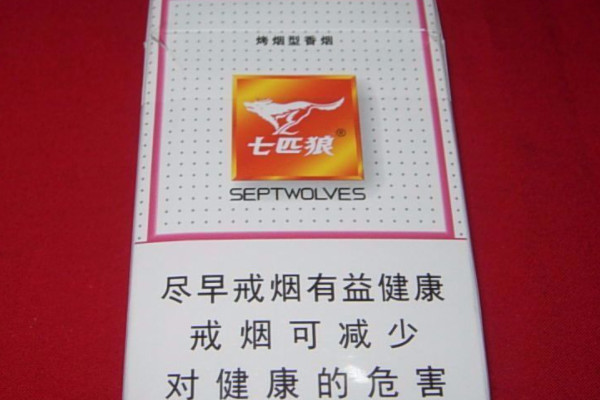 烤烟型香烟
七匹狼®
SEPTWOLVES
尽早戒烟有益健康
戒烟可减少
对健康的危害